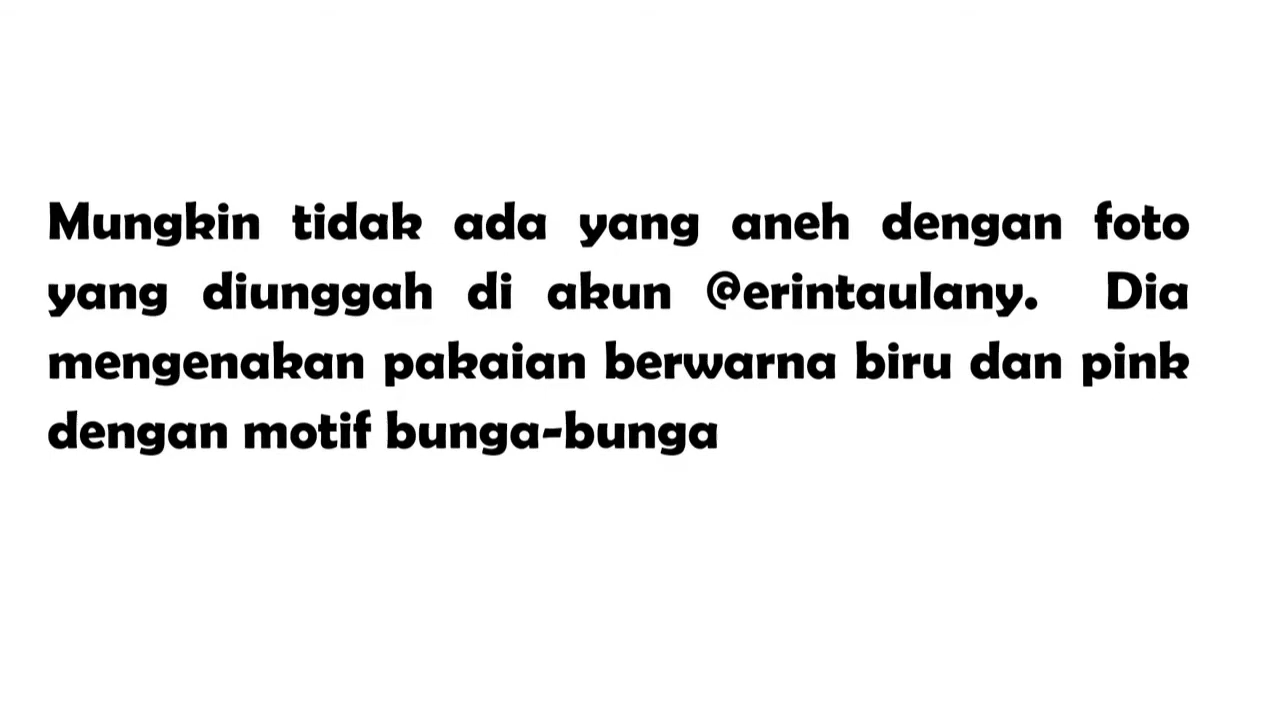 Mungkin tidak ada yang aneh dengan foto
yang diunggah di akun @erintaulany. Dia
mengenakan pakaian berwarna biru dan pink
dengan motif bunga-bunga